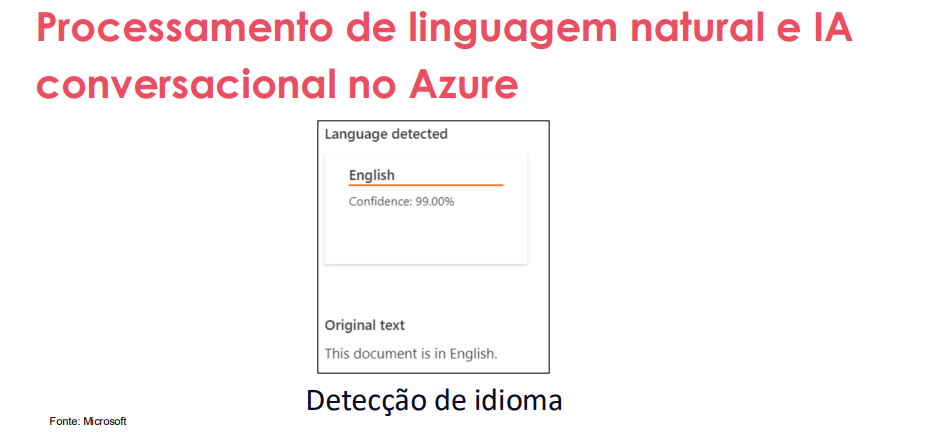 Processamento de linguagem natural e IA
conversacional no Azure
Language detected
English
Confidence: 99.00%
Original text
This document is in English.
Detecção de idioma
Fonte: Microsoft